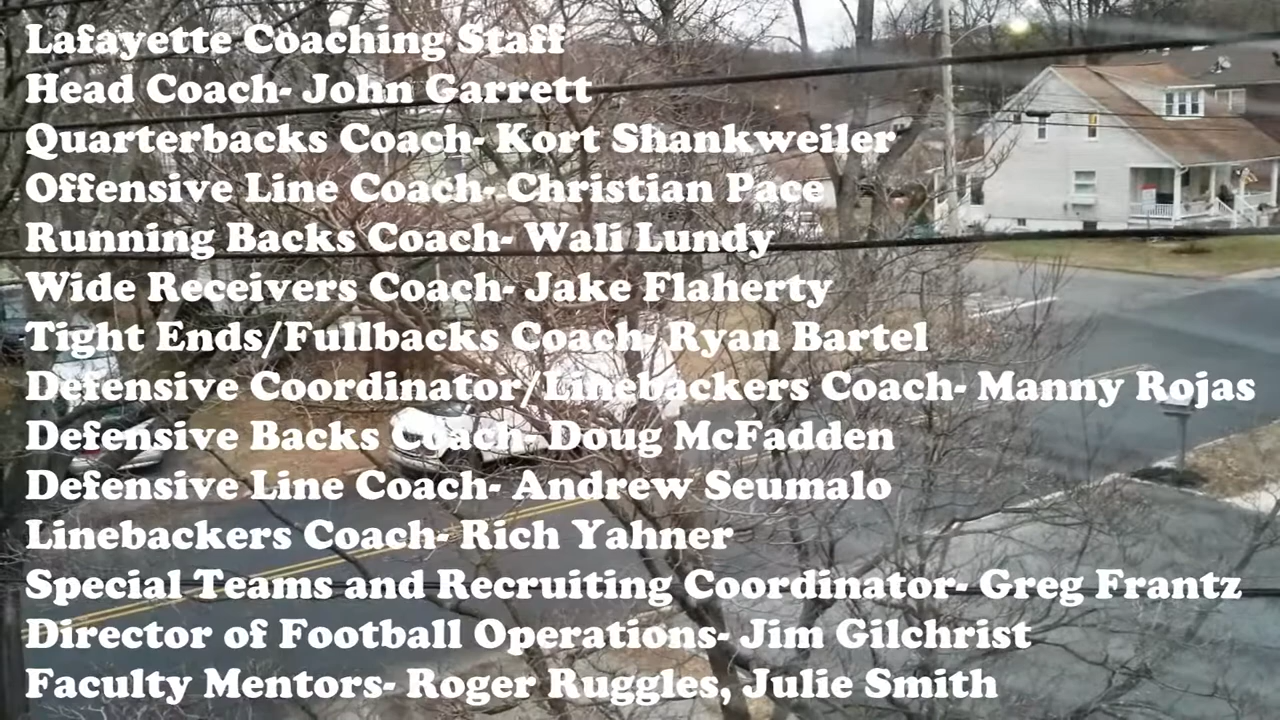 Lafayette Coaching Staff
Head Coach- John Garrett
Quarterbacks Coach- Kort Shankweiler
Offensive Line Coach- Christian Pace
Running Backs Coach- Wali Lundy
Wide Receivers Coach- Jake Flaherty
Tight Ends/Fullbacks Coach- Ryan Bartel
Defensive Coordinator/Linebackers Coach- Manny Rojas
Defensive Backs Coach- Doug McFadden
Defensive Line Coach- Andrew Seumalo
Linebackers Coach- Rich Yahner
Special Teams and Recruiting Coordinator- Greg Frantz
Director of Football Operations- Jim Gilchrist
Faculty Mentors- Roger Ruggles, Julie Smith